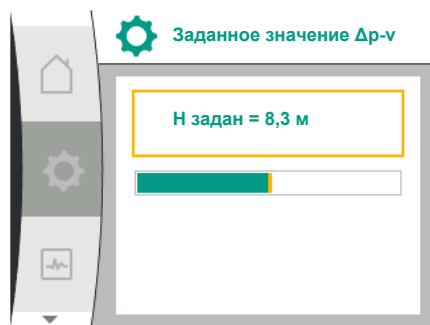 Заданное значение Δp-v
Н задан = 8,3 м